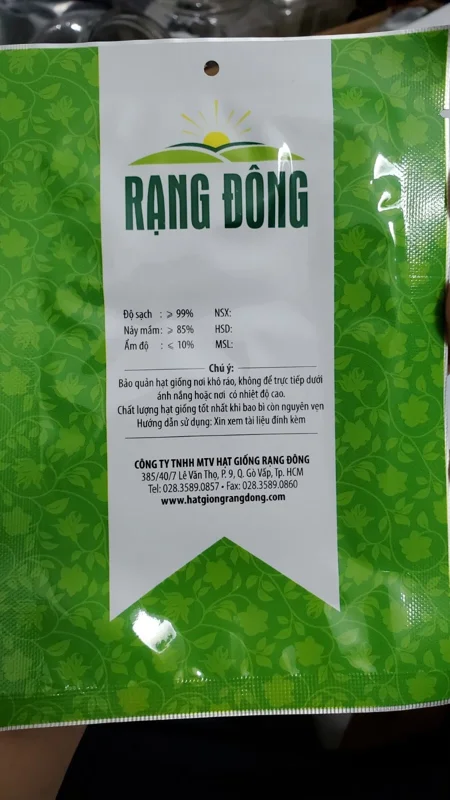 RẠNG ĐÔNG
Độ sạch : ⩾ 99% NSX:
Nảy mầm: ⩾ 85% HSD:
Ẩm độ : ⩽ 10% MSL:
Chú ý:
Bảo quản hạt giống nơi khô ráo, không để trực tiếp dưới
ánh nắng hoặc nơi có nhiệt độ cao.
Chất lượng hạt giống tốt nhất khi bao bì còn nguyên vẹn
Hướng dẫn sử dụng: Xin xem tài liệu đính kèm
CÔNG TY TNHH MTV HẠT GIỐNG RẠNG ĐÔNG
385/40/7 Lê Văn Thọ, P. 9, Q. Gò Vấp, Tp. HCM
Tel: 028.3589.0857 • Fax: 028.3589.0860
www.hatgiongrangdong.com